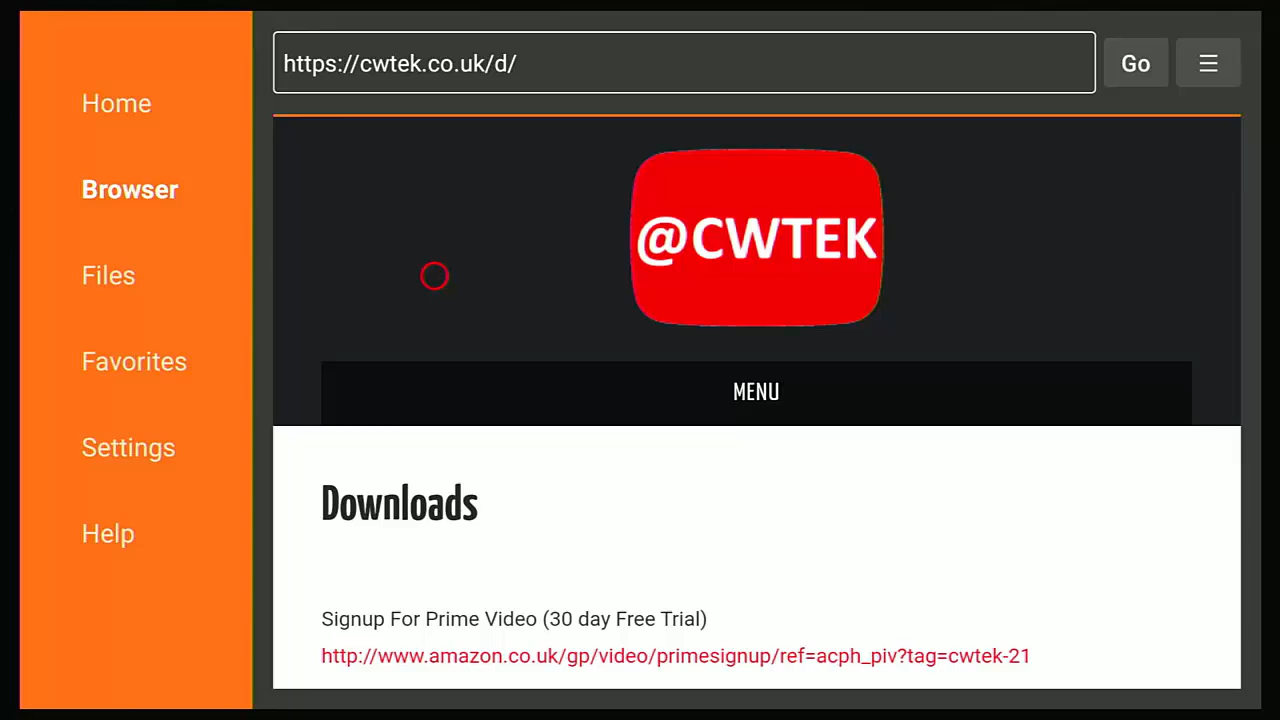 Home
Browser
Files
Favorites
Settings
Help
https://cwtek.co.uk/d/
Go
@CWTEK
MENU
Downloads
Signup For Prime Video (30 day Free Trial)
http://www.amazon.co.uk/gp/video/primesignup/ref=acph_piv?tag=cwtek-21